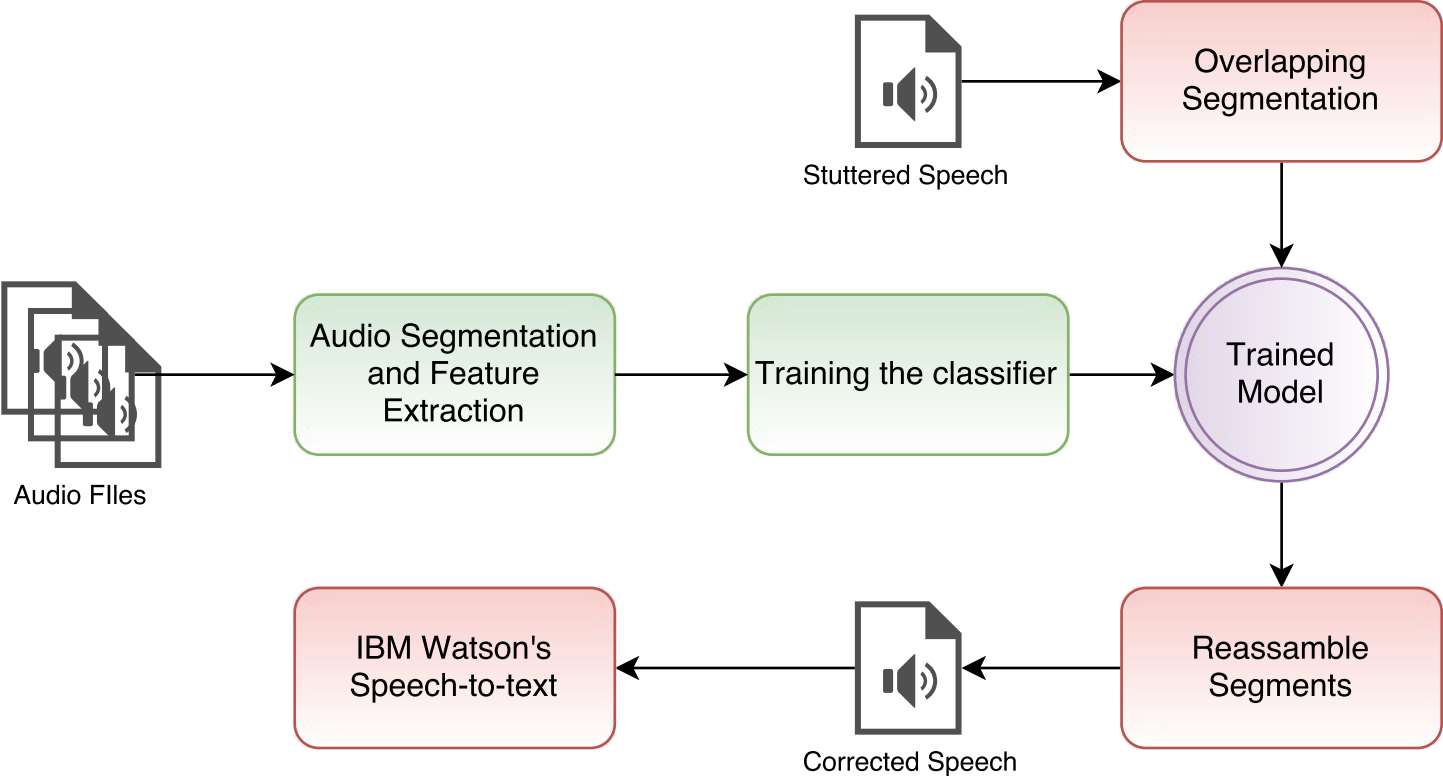 Overlapping
Segmentation
Stuttered Speech
Audio Segmentation
and Feature
Extraction
Training the classifier
Trained
Model
Audio FIles
IBM Watson's
Speech-to-text
Reassamble
Segments
Corrected Speech